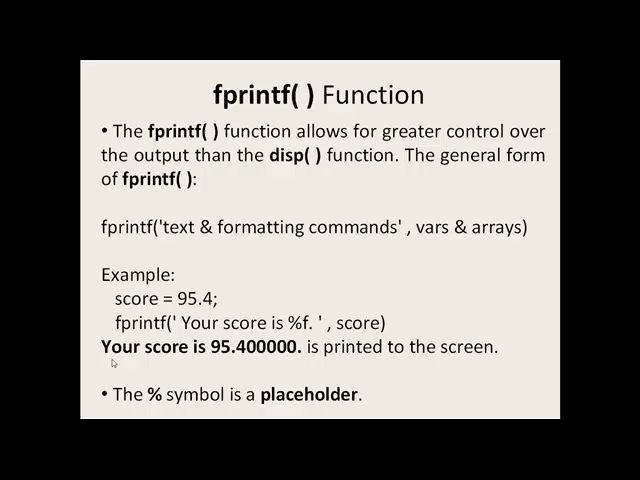 fprintf( ) Function
• The fprintf( ) function allows for greater control over
the output than the disp( ) function. The general form
of fprintf( ):
fprintf('text & formatting commands' , vars & arrays)
Example:
score = 95.4;
fprintf(' Your score is %f. ' , score)
Your score is 95.400000. is printed to the screen.
• The % symbol is a placeholder.